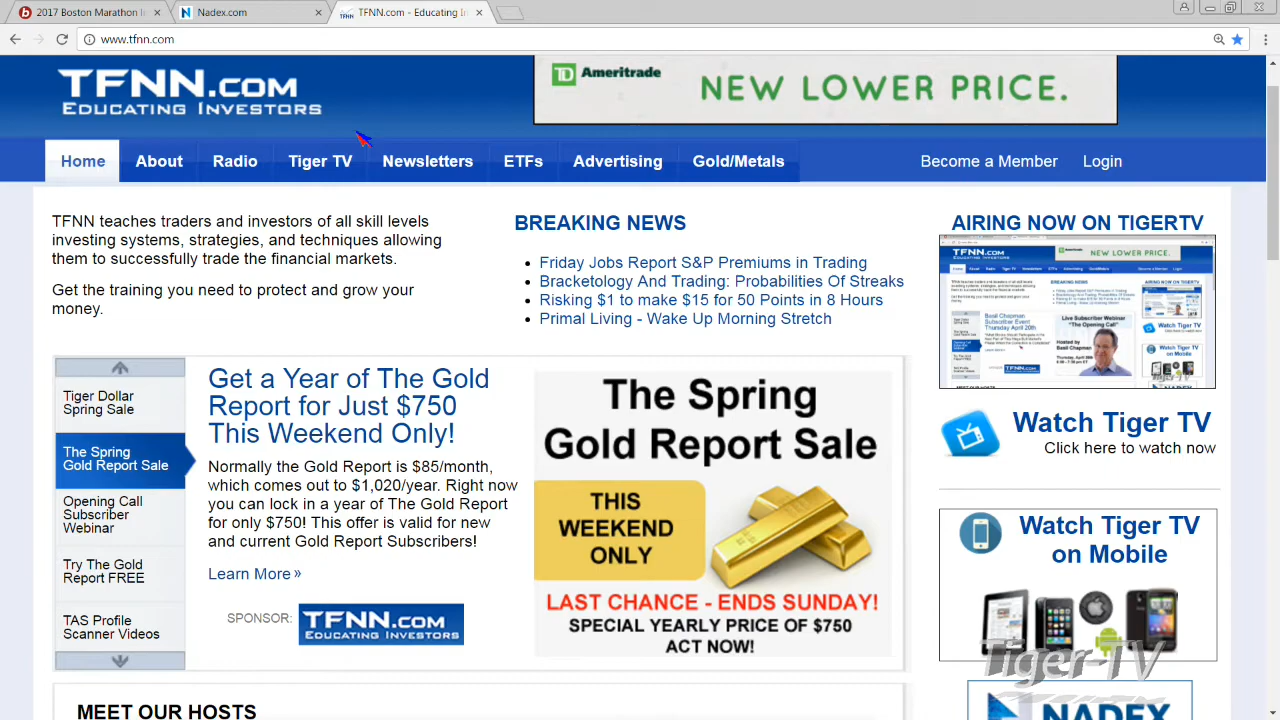 2017 Boston Marathon I
Nadex.com
TFNN.com - Educating In
www.tfnn.com
TFNN.com
Educating Investors
TD Ameritrade
NEW LOWER PRICE.
Home
About
Radio
Tiger TV
Newsletters
ETFs
Advertising
Gold/Metals
Become a Member
Login
TFNN teaches traders and investors of all skill levels
investing systems, strategies, and techniques allowing
them to successfully trade the financial markets.
Get the training you need to invest and grow your
money.
BREAKING NEWS
Friday Jobs Report S&P Premiums in Trading
Bracketology And Trading: Probabilities Of Streaks
Risking $1 to make $15 for 50 Points in 8 Hours
Primal Living - Wake Up Morning Stretch
AIRING NOW ON TIGERTV
Watch Tiger TV
Click here to watch now
Tiger Dollar
Spring Sale
The Spring
Gold Report Sale
Opening Call
Subscriber
Webinar
Try The Gold
Report FREE
TAS Profile
Scanner Videos
Get a Year of The Gold
Report for Just $750
This Weekend Only!
Normally the Gold Report is $85/month,
which comes out to $1,020/year. Right now
you can lock in a year of The Gold Report
for only $750! This offer is valid for new
and current Gold Report Subscribers!
Learn More »
SPONSOR:
TFNN.com
Educating Investors
The Spring
Gold Report Sale
THIS
WEEKEND
ONLY
LAST CHANCE - ENDS SUNDAY!
SPECIAL YEARLY PRICE OF $750
ACT NOW!
Watch Tiger TV
on Mobile
Tiger-TV
NADEX
MEET OUR HOSTS